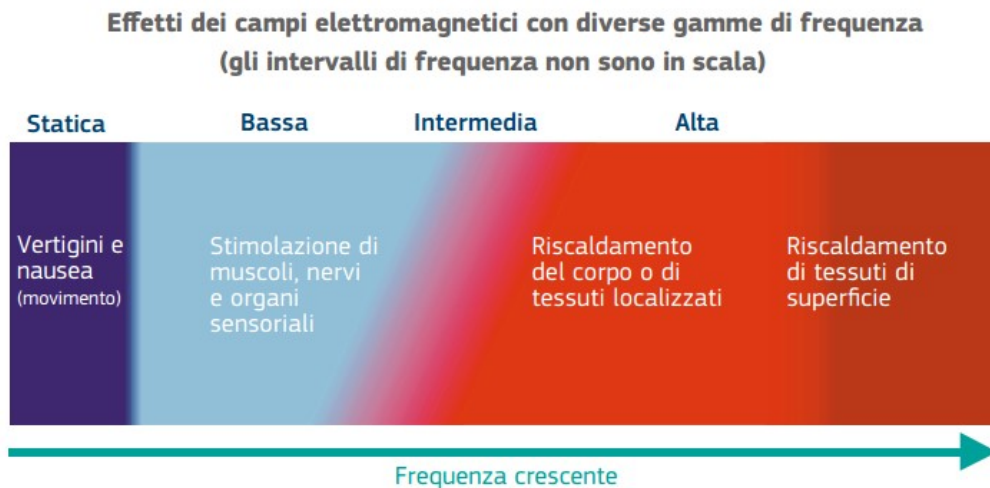 Effetti dei campi elettromagnetici con diverse gamme di frequenza
(gli intervalli di frequenza non sono in scala)
Statica
Bassa
Intermedia
Alta
Vertigini e
nausea
(movimento)
Stimolazione di
muscoli, nervi
e organi
sensoriali
Riscaldamento
del corpo o di
tessuti localizzati
Riscaldamento
di tessuti di
superficie
Frequenza crescente